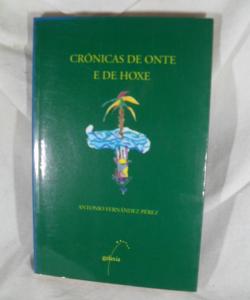 CRÓNICAS DE ONTE
E DE HOXE
ANTONIO FERNÁNDEZ PÉREZ
galaxia